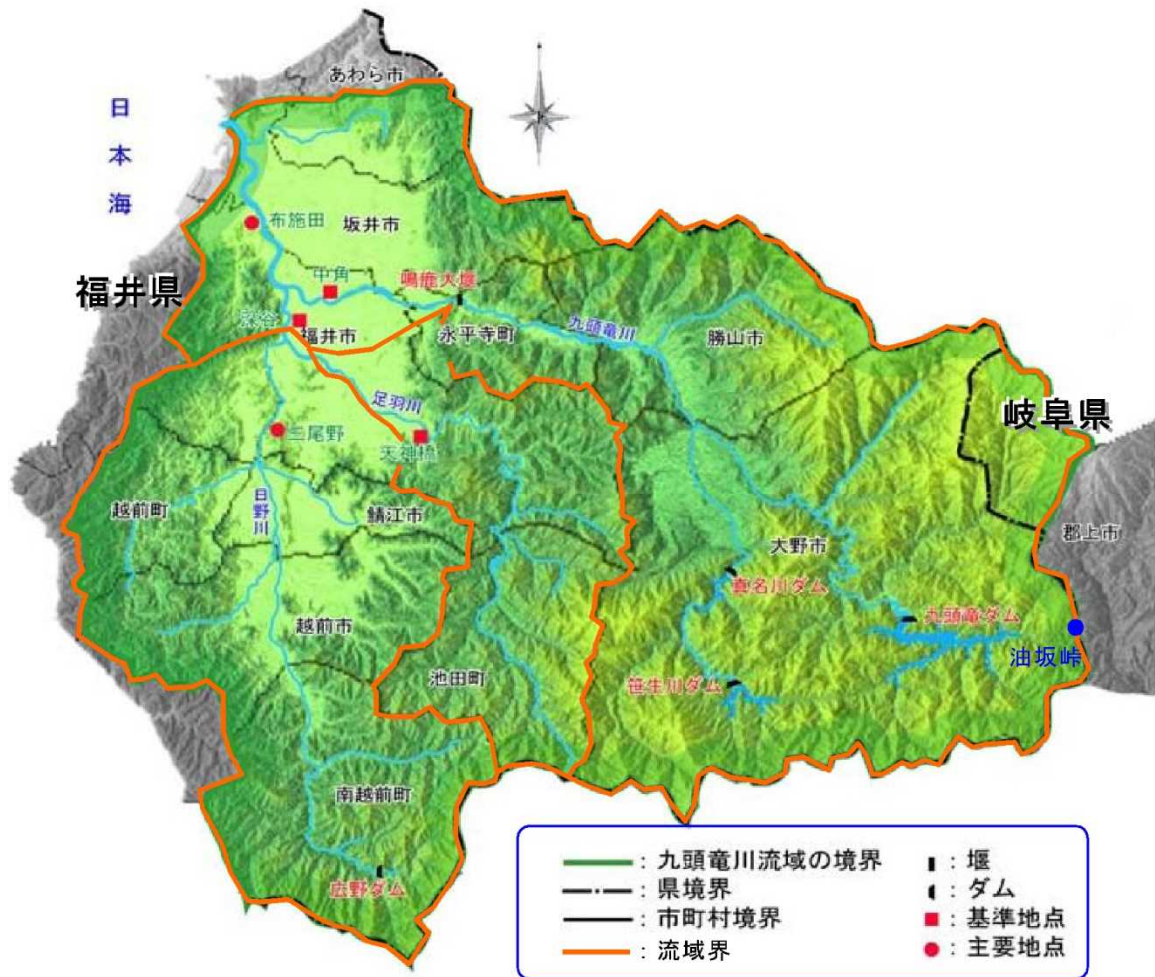 あわら市
日本海
布施田
坂井市
福井県
中角
鳴鹿大堰
福井市
永平寺町
九頭竜川
勝山市
足羽川
岐阜県
三尾野
天神橋
越前町
日野川
鯖江市
大野市
郡上市
真名川ダム
九頭竜ダム
越前市
油坂峠
池田町
笹生川ダム
南越前町
広野ダム
：九頭竜川流域の境界
：県境界
：市町村境界
：流域界
：堰
：ダム
：基準地点
：主要地点